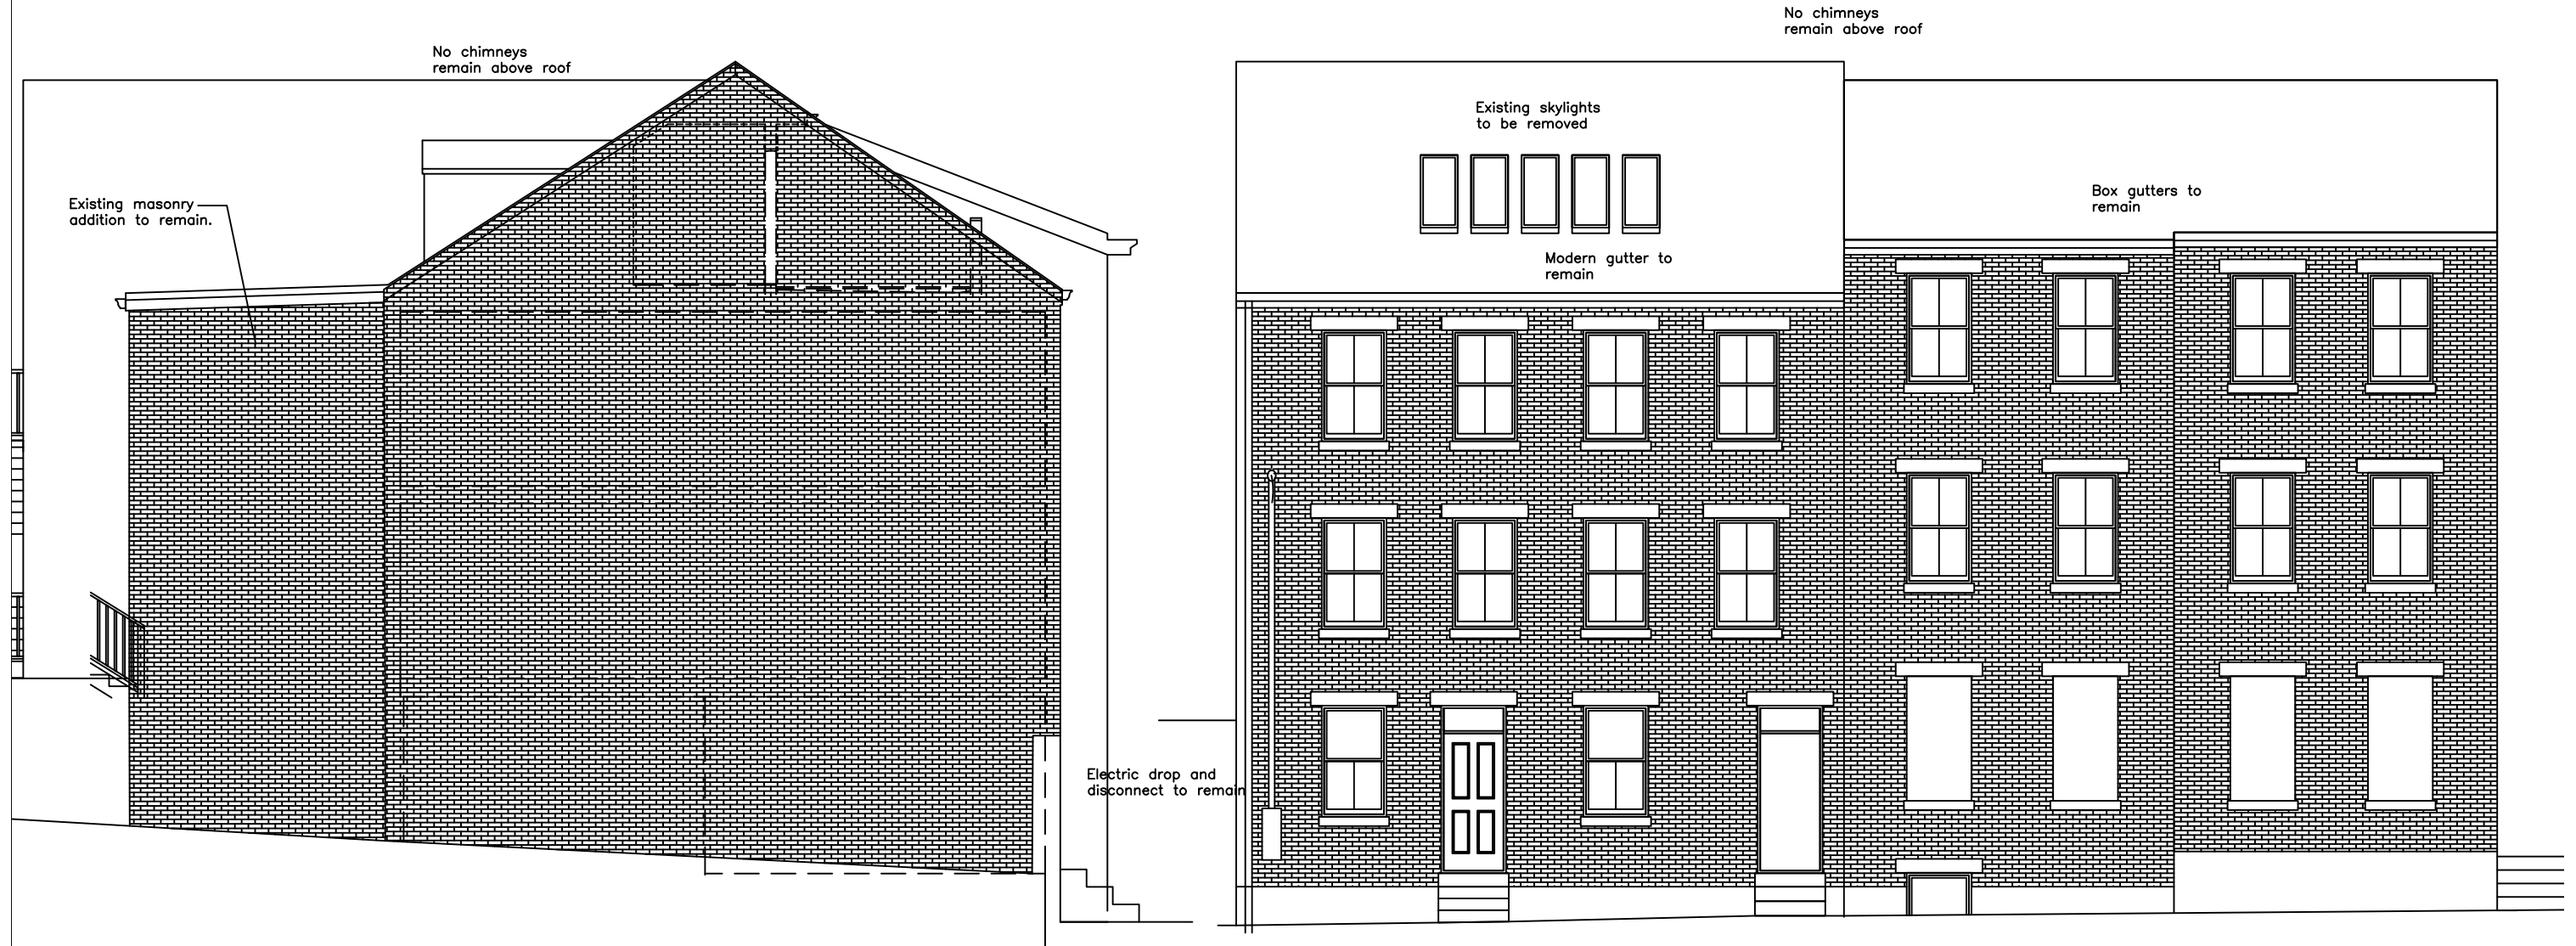 No chimneys
remain above roof
Existing masonry
addition to remain.
Electric drop and
disconnect to remain
No chimneys
remain above roof
Existing skylights
to be removed
Modern gutter to
remain
Box gutters to
remain